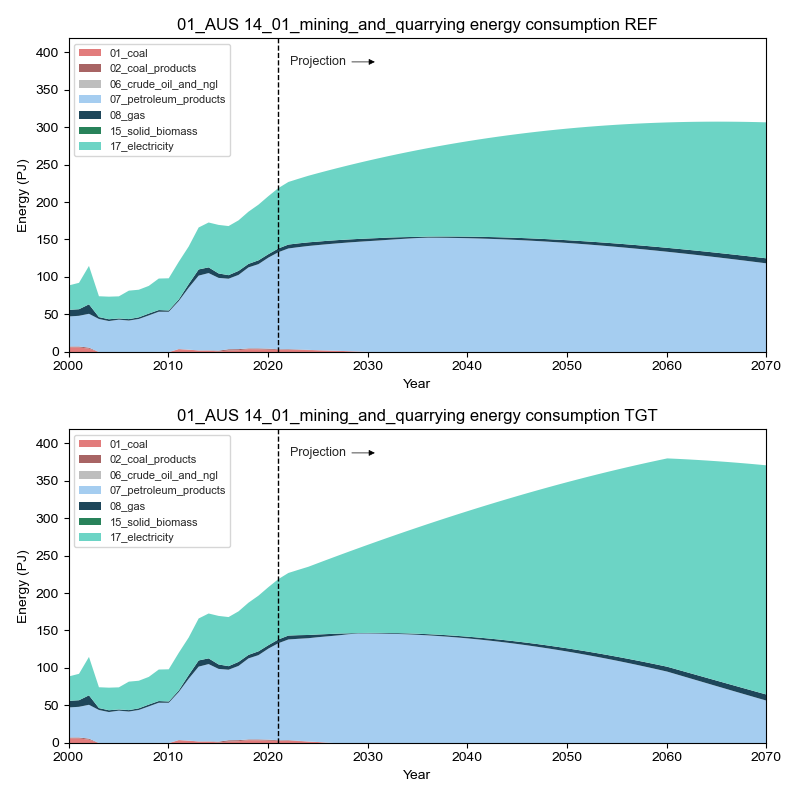 01_AUS 14_01_mining_and_quarrying energy consumption REF
400
350
300
250
200
150
100
50
0
Energy (PJ)
01_coal
02_coal_products
06_crude_oil_and_ngl
07_petroleum_products
08_gas
15_solid_biomass
17_electricity
Projection
2000 2010 2020 2030 2040 2050 2060 2070
Year
01_AUS 14_01_mining_and_quarrying energy consumption TGT
400
350
300
250
200
150
100
50
0
Energy (PJ)
01_coal
02_coal_products
06_crude_oil_and_ngl
07_petroleum_products
08_gas
15_solid_biomass
17_electricity
Projection
2000 2010 2020 2030 2040 2050 2060 2070
Year